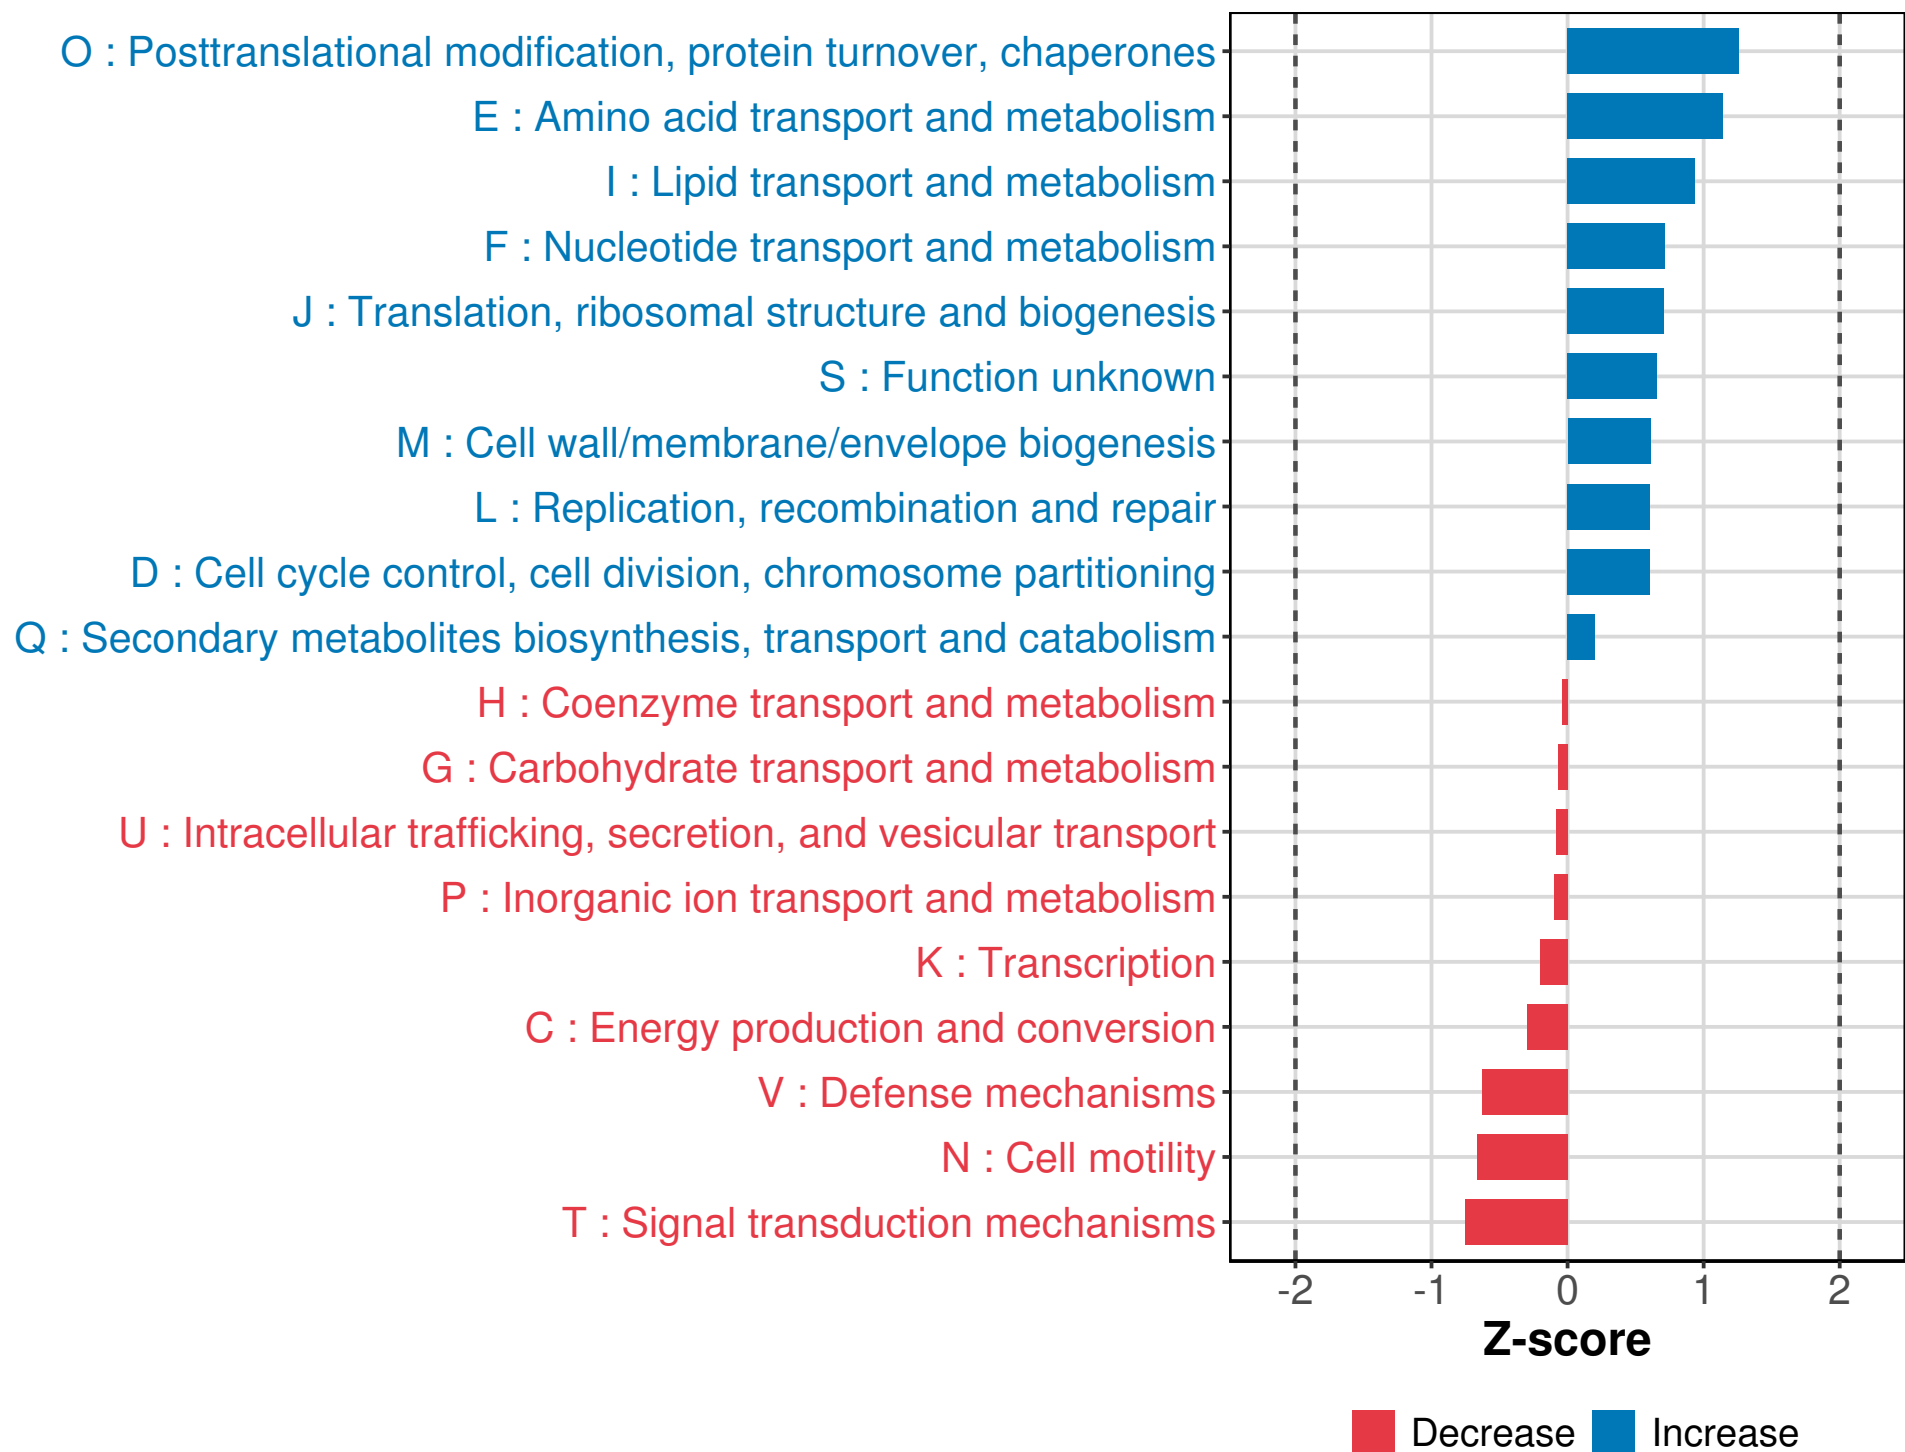 O : Posttranslational modification, protein turnover, chaperones
E : Amino acid transport and metabolism
I : Lipid transport and metabolism
F : Nucleotide transport and metabolism
J : Translation, ribosomal structure and biogenesis
S : Function unknown
M : Cell wall/membrane/envelope biogenesis
L : Replication, recombination and repair
D : Cell cycle control, cell division, chromosome partitioning
Q : Secondary metabolites biosynthesis, transport and catabolism
H : Coenzyme transport and metabolism
G : Carbohydrate transport and metabolism
U : Intracellular trafficking, secretion, and vesicular transport
P : Inorganic ion transport and metabolism
K : Transcription
C : Energy production and conversion
V : Defense mechanisms
N : Cell motility
T : Signal transduction mechanisms
-2 -1 0 1 2
Z-score
Decrease Increase